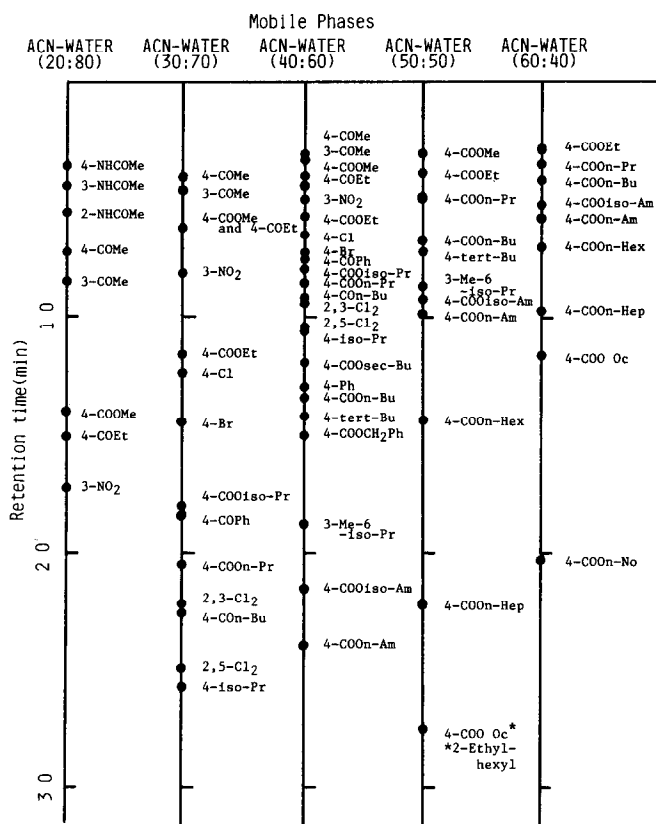 Mobile Phases
ACN-WATER
(20:80)
ACN-WATER
(30:70)
ACN-WATER
(40:60)
ACN-WATER
(50:50)
ACN-WATER
(60:40)
Retention time(min)
10
20
30
4-NHCOMe
3-NHCOMe
2-NHCOMe
4-COMe
3-COMe
4-COOMe
4-COEt
3-NO₂
4-COMe
3-COMe
4-COOMe
and 4-COEt
3-NO₂
4-COOEt
4-Cl
4-Br
4-COOiso-Pr
4-COPh
4-COOn-Pr
2,3-Cl₂
4-COn-Bu
2,5-Cl₂
4-iso-Pr
4-COMe
3-COMe
4-COOMe
4-COEt
3-NO₂
4-COOEt
4-Cl
4-Br
4-COPh
4-COOiso-Pr
4-COOn-Pr
4-COn-Bu
2,3-Cl₂
2,5-Cl₂
4-iso-Pr
4-COOsec-Bu
4-Ph
4-COOn-Bu
4-tert-Bu
4-COOCH₂Ph
3-Me-6
-iso-Pr
4-COOiso-Am
4-COOn-Am
4-COOMe
4-COOEt
4-COOn-Pr
4-COOn-Bu
4-tert-Bu
3-Me-6
~iso-Pr
4-COOiso-Am
4-COOn-Am
4-COOn-Hex
4-COOn-Hep
4-COO Oc*
*2-Ethyl-
hexyl
4-COOEt
4-COOn-Pr
4-COOn-Bu
4-COOiso-Am
4-COOn-Am
4-COOn-Hex
4-COOn-Hep
4-COO Oc
4-COOn-No